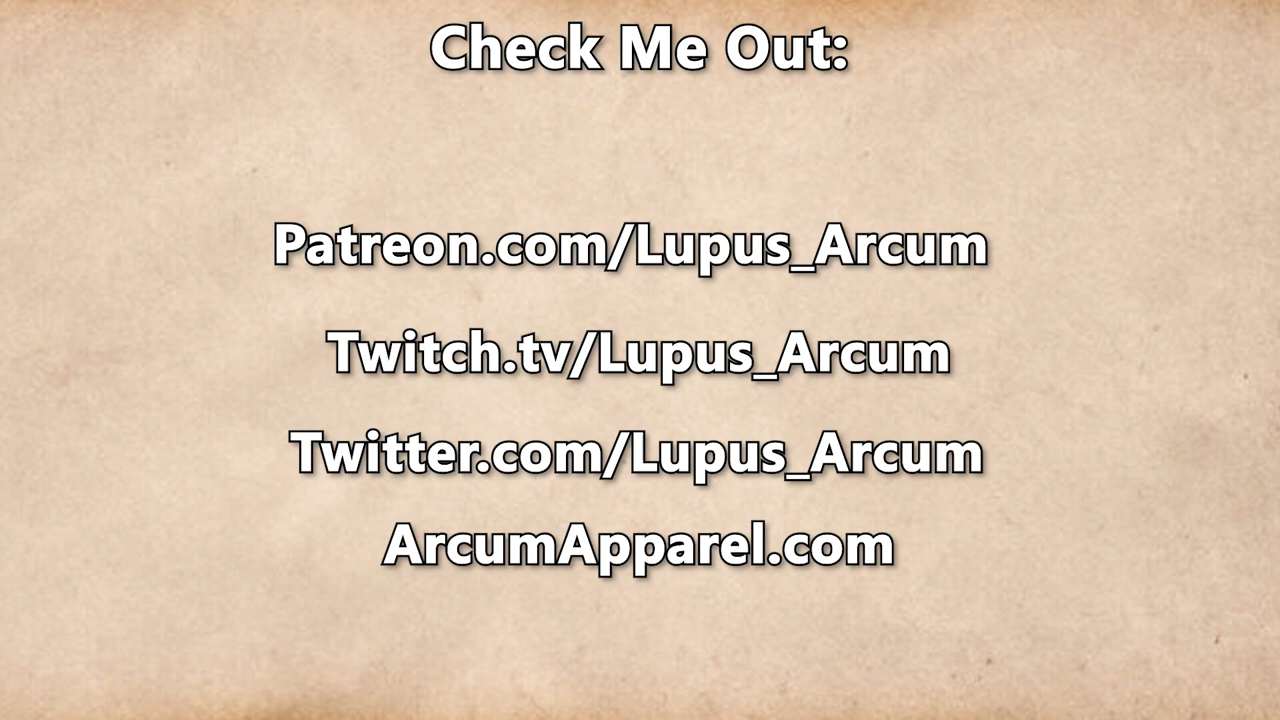 Check Me Out:
Patreon.com/Lupus_Arcum
Twitch.tv/Lupus_Arcum
Twitter.com/Lupus_Arcum
ArcumApparel.com